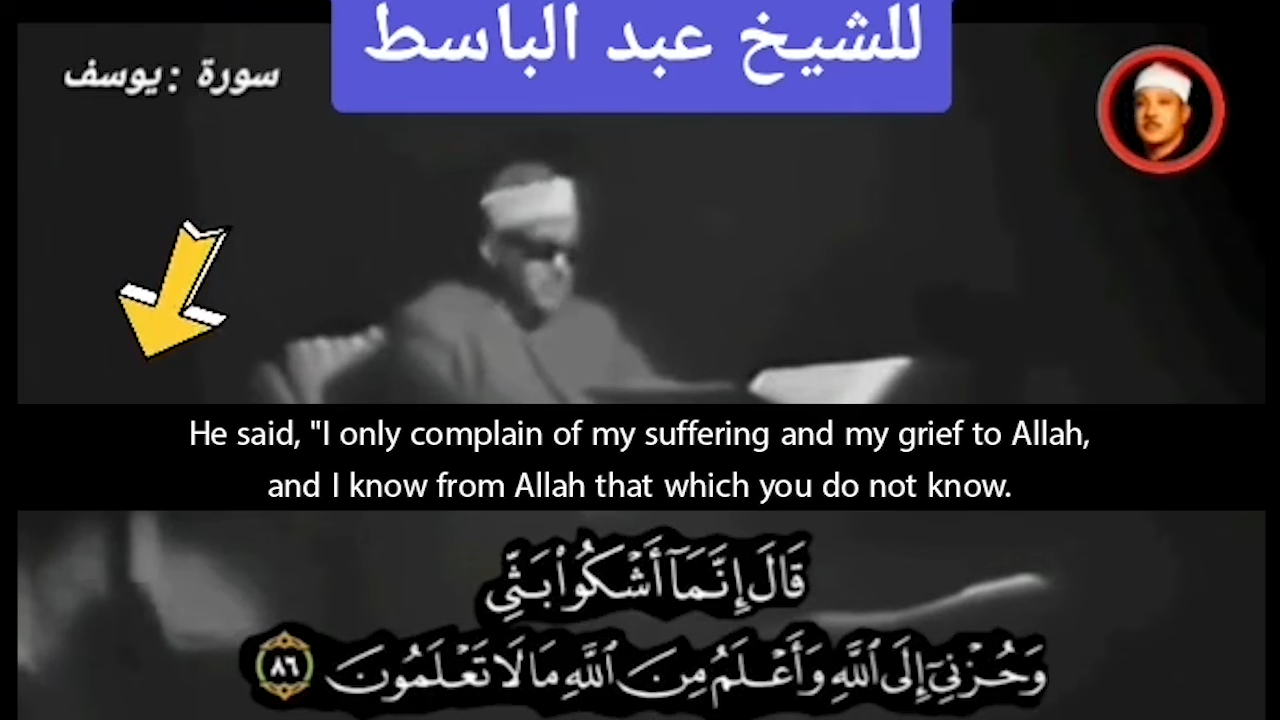 للشيخ عبد الباسط
سورة : يوسف
He said, "I only complain of my suffering and my grief to Allah,
and I know from Allah that which you do not know.
قَالَ إِنَّمَآ أَشْكُوا۟ بَثِّى
وَحُزْنِىٓ إِلَى ٱللَّهِ وَأَعْلَمُ مِنَ ٱللَّهِ مَا لَا تَعْلَمُونَ ٨٦